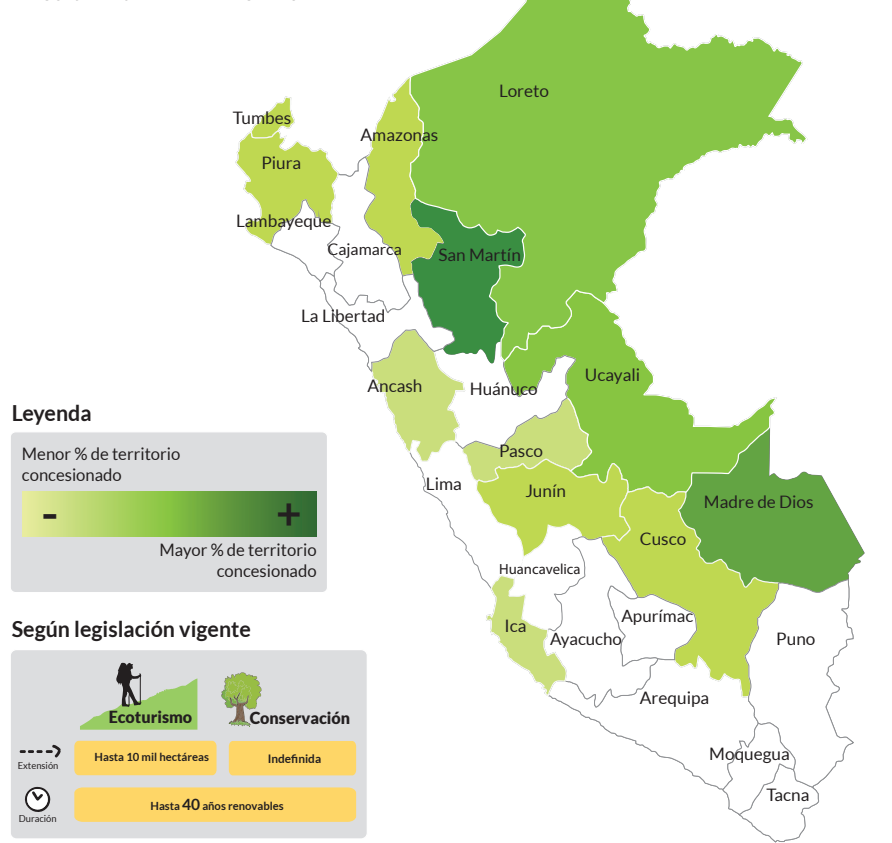 Loreto
Tumbes
Amazonas
Piura
Lambayeque
Cajamarca
San Martín
La Libertad
Ucayali
Ancash
Huánuco
Leyenda
Menor % de territorio
concesionado
- +
Mayor % de territorio
concesionado
Pasco
Lima
Junín
Madre de Dios
Cusco
Huancavelica
Ica
Apurímac
Ayacucho
Puno
Arequipa
Moquegua
Tacna
Según legislación vigente
Ecoturismo
Conservación
Extensión
Hasta 10 mil hectáreas
Indefinida
Duración
Hasta 40 años renovables